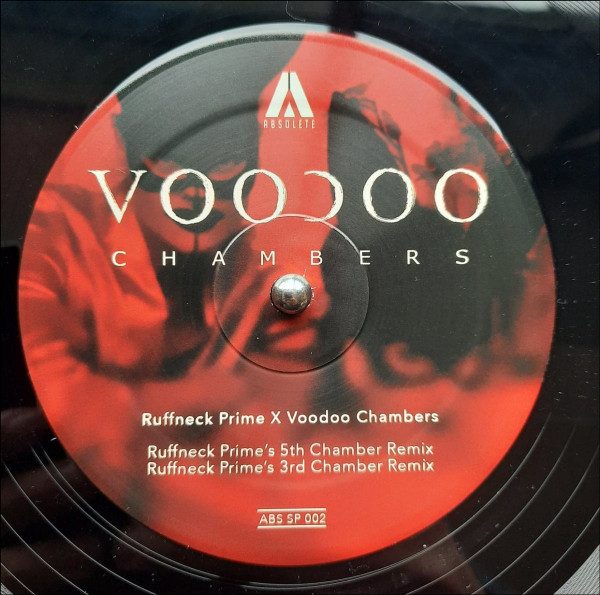 ABSOLETE
VOODOO
CHAMBERS
Ruffneck Prime X Voodoo Chambers
Ruffneck Prime's 5th Chamber Remix
Ruffneck Prime's 3rd Chamber Remix
ABS SP 002